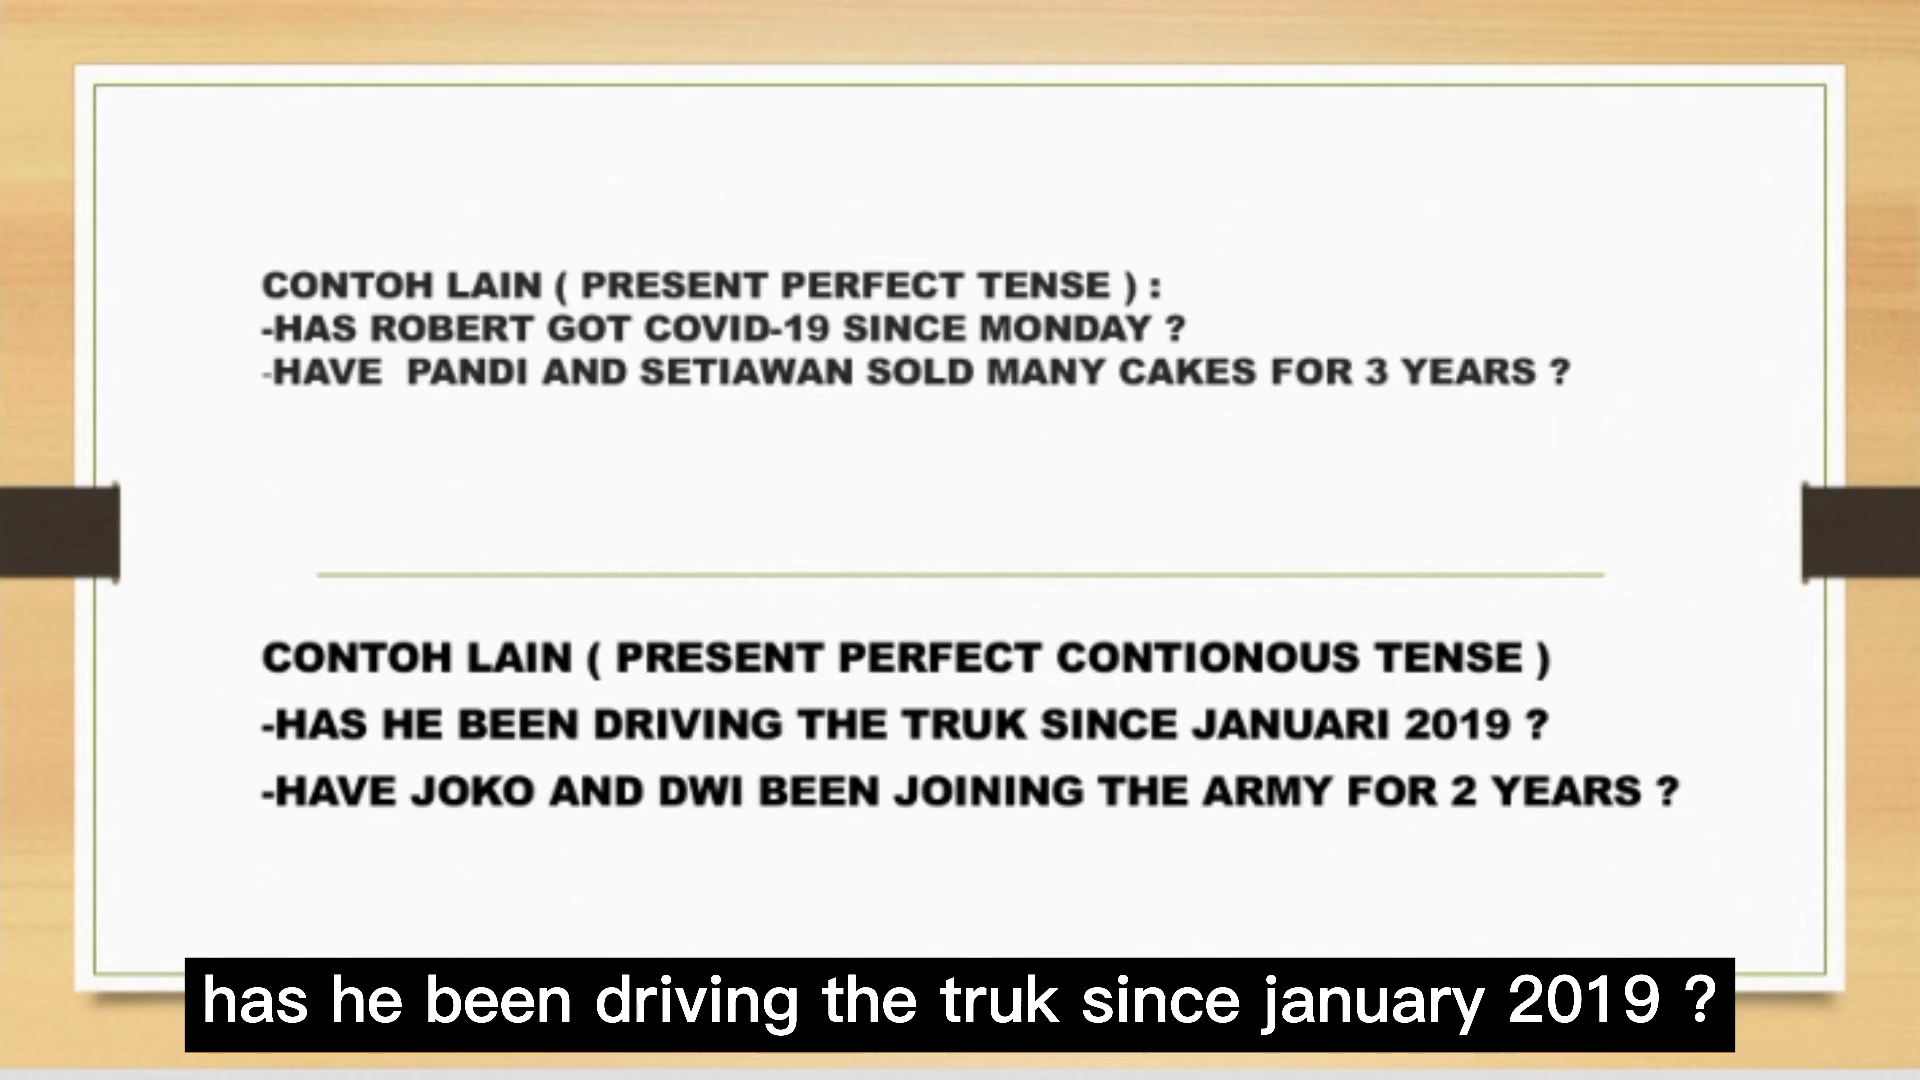 CONTOH LAIN ( PRESENT PERFECT TENSE ) :
-HAS ROBERT GOT COVID-19 SINCE MONDAY ?
-HAVE  PANDI AND SETIAWAN SOLD MANY CAKES FOR 3 YEARS ?
CONTOH LAIN ( PRESENT PERFECT CONTIONOUS TENSE )
-HAS HE BEEN DRIVING THE TRUK SINCE JANUARI 2019 ?
-HAVE JOKO AND DWI BEEN JOINING THE ARMY FOR 2 YEARS ?
has he been driving the truk since january 2019 ?